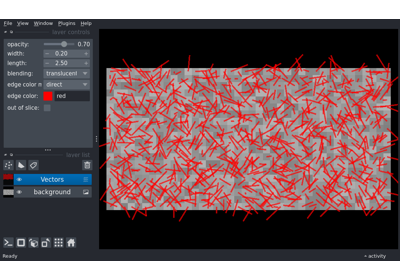 File View Window Plugins Help
layer controls
opacity: 0.70
width: 0.20
length: 2.50
blending: translucent
edge color m direct
edge color: red
out of slice:
layer list
Vectors
background
Ready
activity